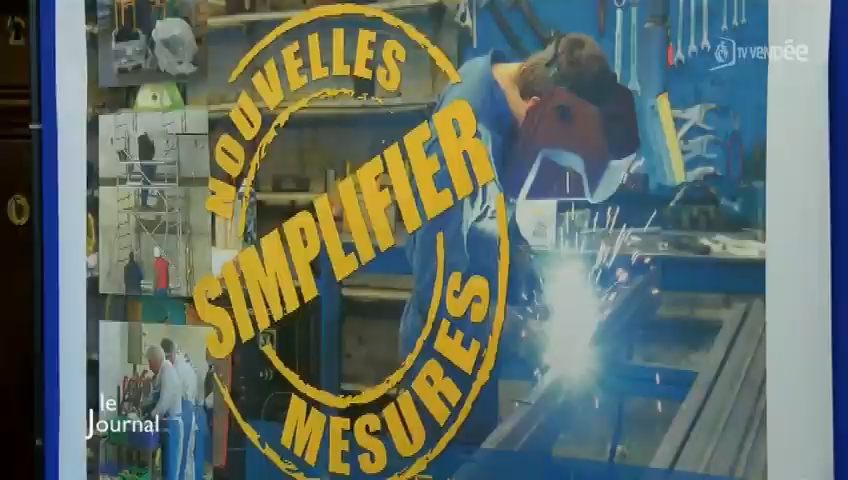 TV VENDÉE
NOUVELLES
SIMPLIFIER
MESURES
le
Journal